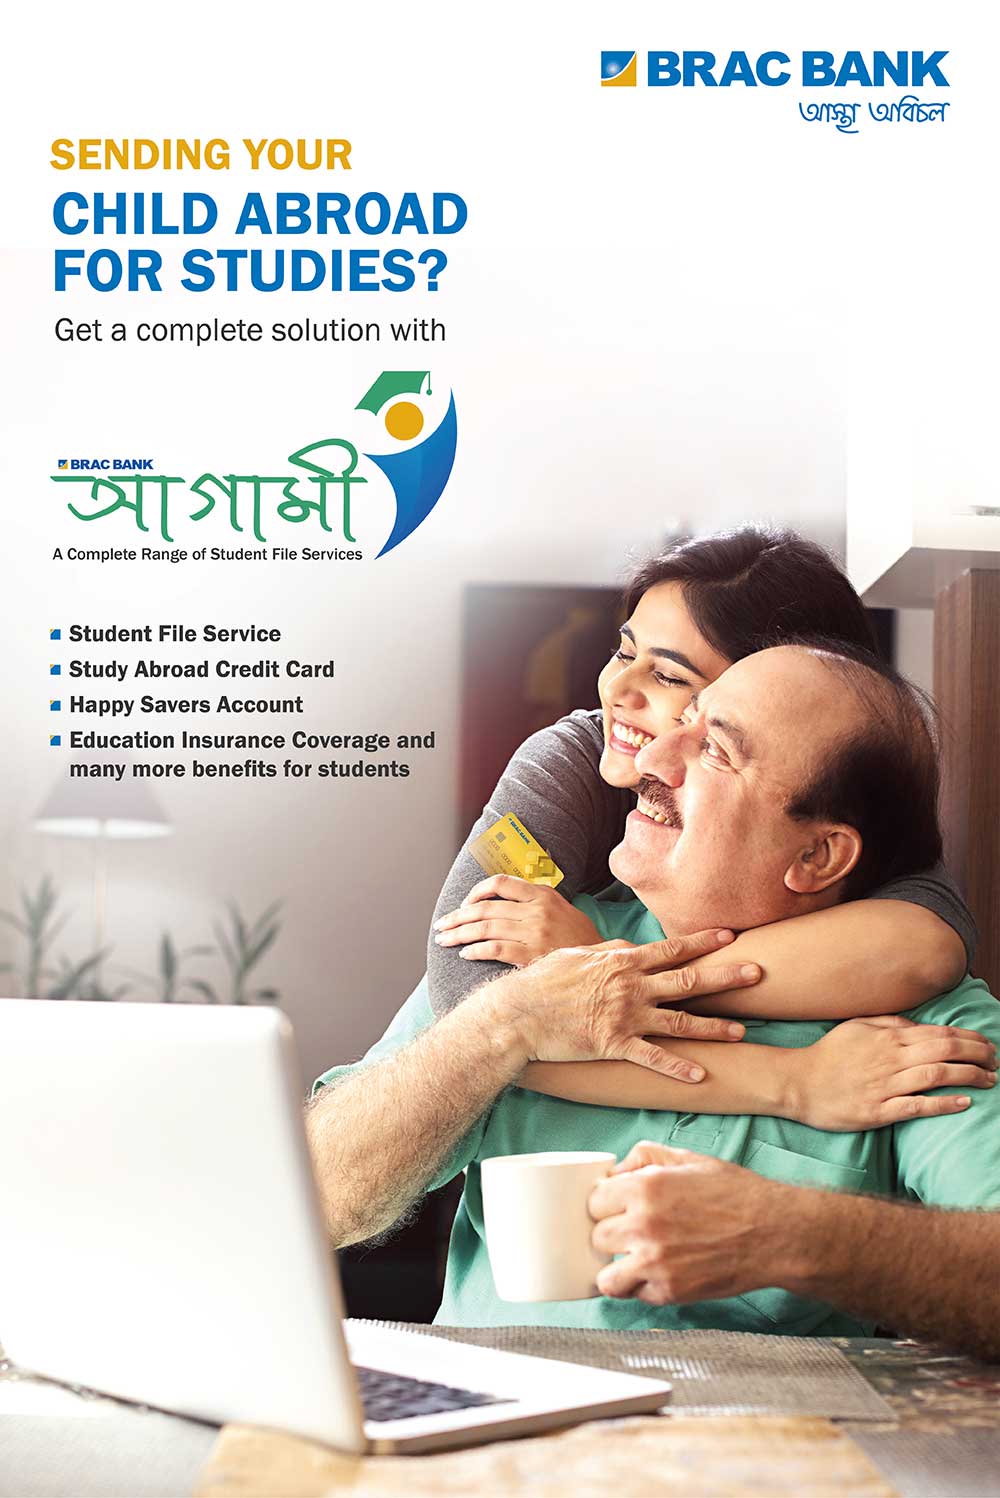 BRAC BANK
আস্থা অবিচল
SENDING YOUR
CHILD ABROAD
FOR STUDIES?
Get a complete solution with
BRAC BANK
আগামী
A Complete Range of Student File Services
Student File Service
Study Abroad Credit Card
Happy Savers Account
Education Insurance Coverage and
many more benefits for students
BRAC BANK